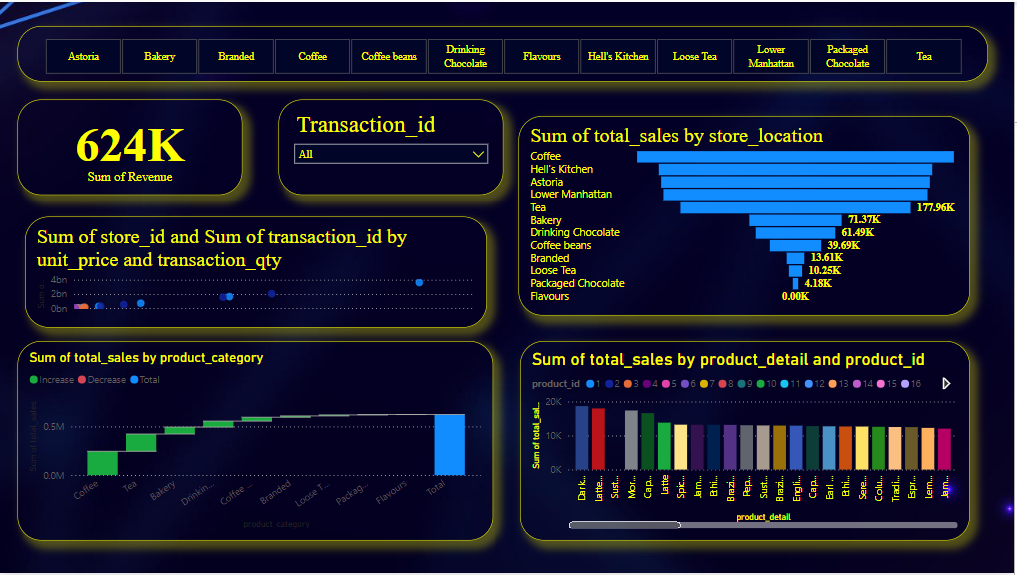 Astoria
Bakery
Branded
Coffee
Coffee beans
Drinking
Chocolate
Flavours
Hell's Kitchen
Loose Tea
Lower
Manhattan
Packaged
Chocolate
Tea
624K
Sum of Revenue
Transaction_id
All
Sum of total_sales by store_location
Coffee
Hell's Kitchen
Astoria
Lower Manhattan
Tea
177.96K
Bakery
71.37K
Drinking Chocolate
61.49K
Coffee beans
39.69K
Branded
13.61K
Loose Tea
10.25K
Packaged Chocolate
4.18K
Flavours
0.00K
Sum of store_id and Sum of transaction_id by
unit_price and transaction_qty
4bn
2bn
0bn
Sum of total_sales by product_category
Increase
Decrease
Total
Sum of total_sales
0.5M
0.0M
Coffee
Tea
Bakery
Drinkin...
Coffee ...
Branded
Loose T...
Packag...
Flavours
Total
product_category
Sum of total_sales by product_detail and product_id
product_id 1 2 3 4 5 6 7 8 9 10 11 12 13 14 15 16
Sum of total_sal...
20K
10K
0K
Dark...
Latte...
Sust...
Mor...
Cap...
Latte
Spic...
Jam...
Ethi...
Brazi...
Pep...
Sust...
Brazi...
Engli...
Cap...
Earl ...
Ethi...
Sere...
Colu...
Tradi...
Espr...
Lem...
Jam...
product_detail